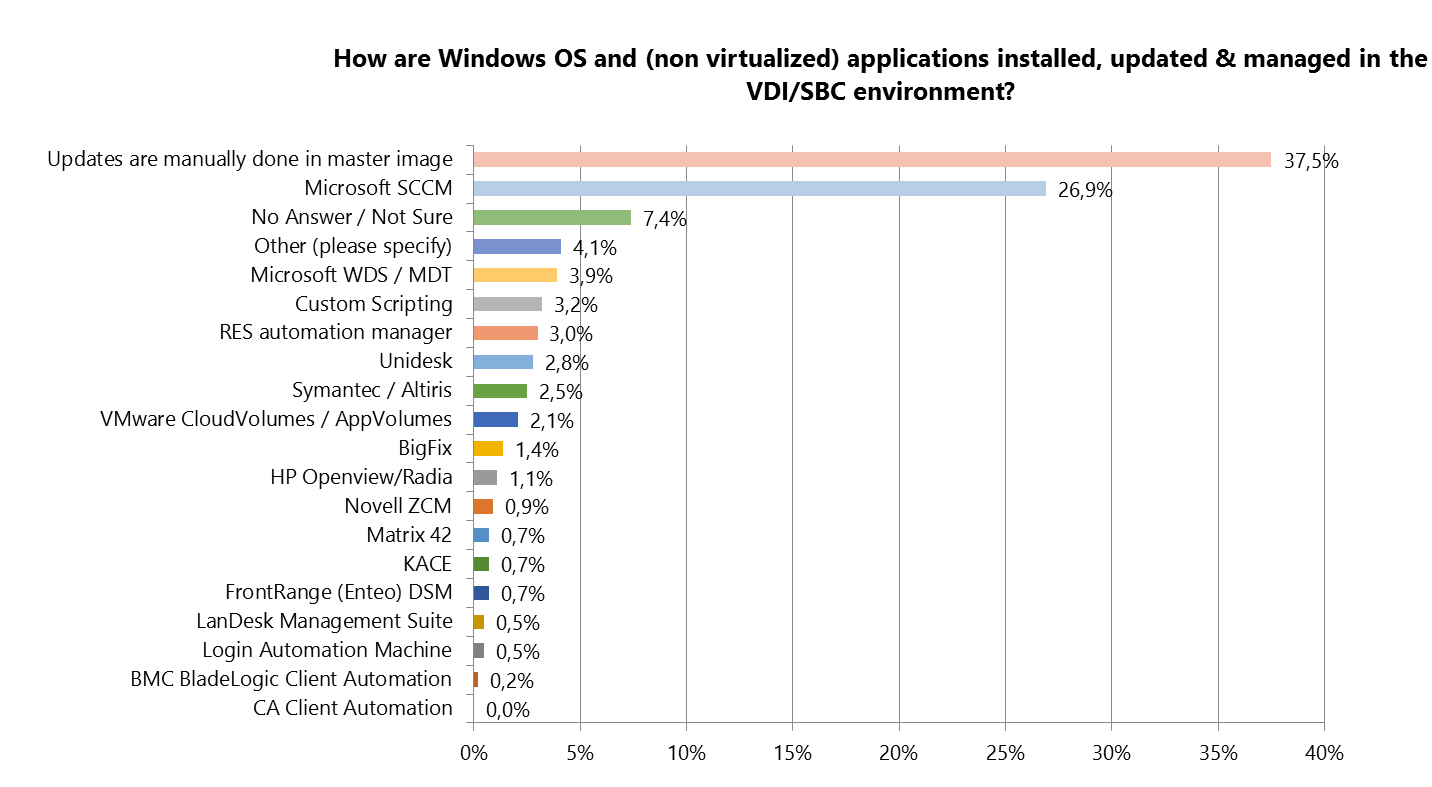 How are Windows OS and (non virtualized) applications installed, updated & managed in the
VDI/SBC environment?
Updates are manually done in master image 37,5%
Microsoft SCCM 26,9%
No Answer / Not Sure 7,4%
Other (please specify) 4,1%
Microsoft WDS / MDT 3,9%
Custom Scripting 3,2%
RES automation manager 3,0%
Unidesk 2,8%
Symantec / Altiris 2,5%
VMware CloudVolumes / AppVolumes 2,1%
BigFix 1,4%
HP Openview/Radia 1,1%
Novell ZCM 0,9%
Matrix 42 0,7%
KACE 0,7%
FrontRange (Enteo) DSM 0,7%
LanDesk Management Suite 0,5%
Login Automation Machine 0,5%
BMC BladeLogic Client Automation 0,2%
CA Client Automation 0,0%
0% 5% 10% 15% 20% 25% 30% 35% 40%